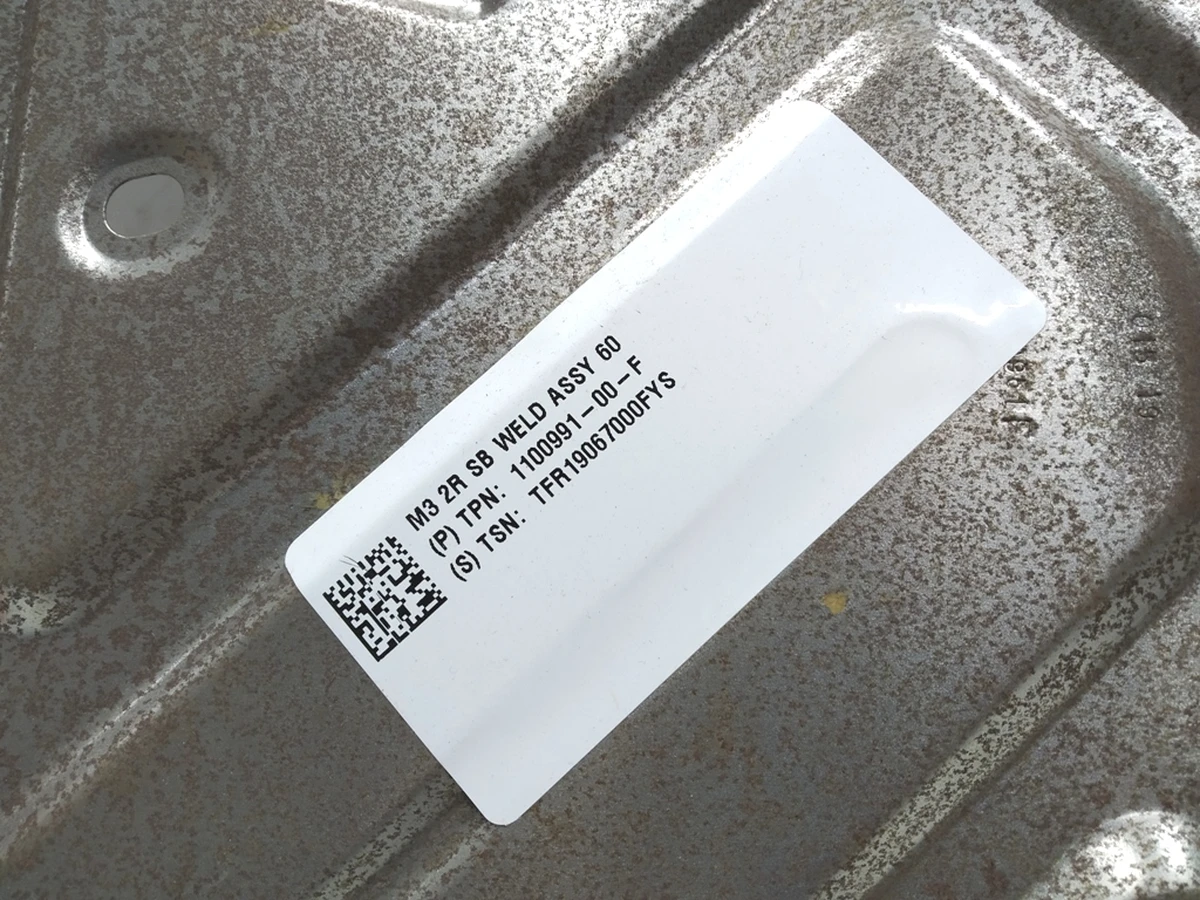 M3 2R SB WELD ASSY 60
(P) TPN: 1100991-00-F
(S) TSN: TFR19067000FYS